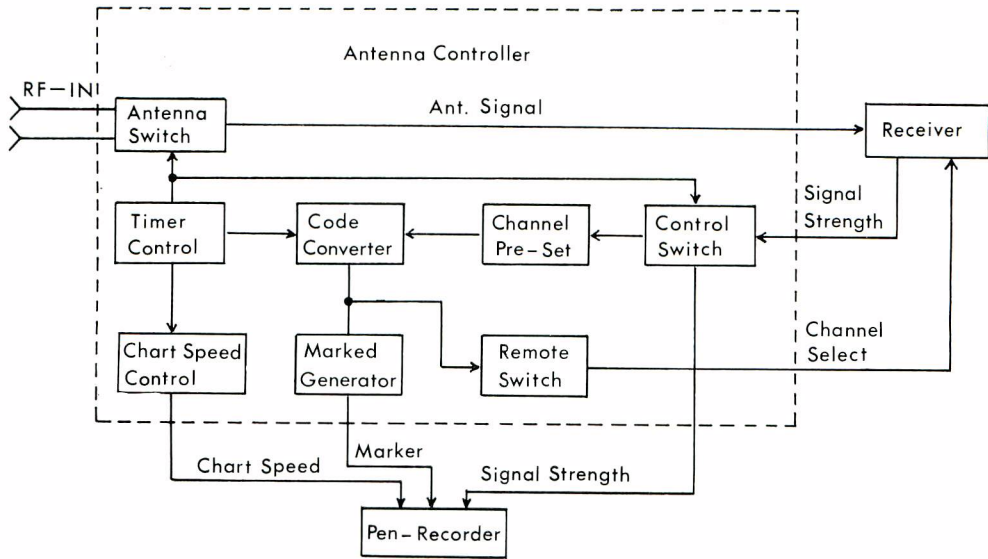 Antenna Controller
RF-IN
Antenna
Switch
Ant. Signal
Receiver
Signal
Strength
Timer
Control
Code
Converter
Channel
Pre-Set
Control
Switch
Channel
Select
Chart Speed
Control
Marked
Generator
Remote
Switch
Marker
Chart Speed
Signal Strength
Pen-Recorder